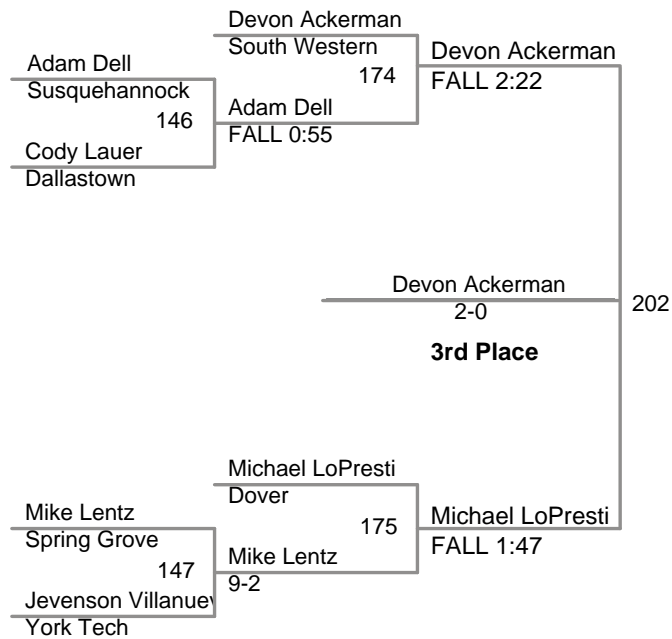 Devon Ackerman
South Western
Adam Dell
Susquehannock
174
Devon Ackerman
FALL 2:22
146
Adam Dell
FALL 0:55
Cody Lauer
Dallastown
Devon Ackerman
2-0
202
3rd Place
Michael LoPresti
Dover
Mike Lentz
Spring Grove
175
Michael LoPresti
FALL 1:47
147
Mike Lentz
9-2
Jevenson Villanuev
York Tech